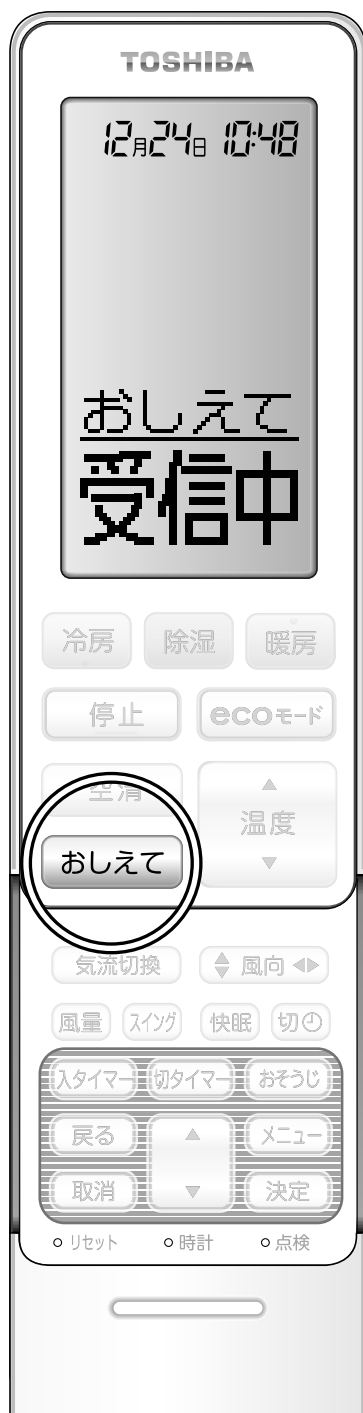 TOSHIBA
12月24日 10:48
おしえて
受信中
冷房 除湿 暖房
停止 ecoモード
空清
温度
おしえて
気流切換 風向
風量 スイング 快眠 切
入タイマー 切タイマー おそうじ
戻る メニュー
取消 決定
リセット 時計 点検